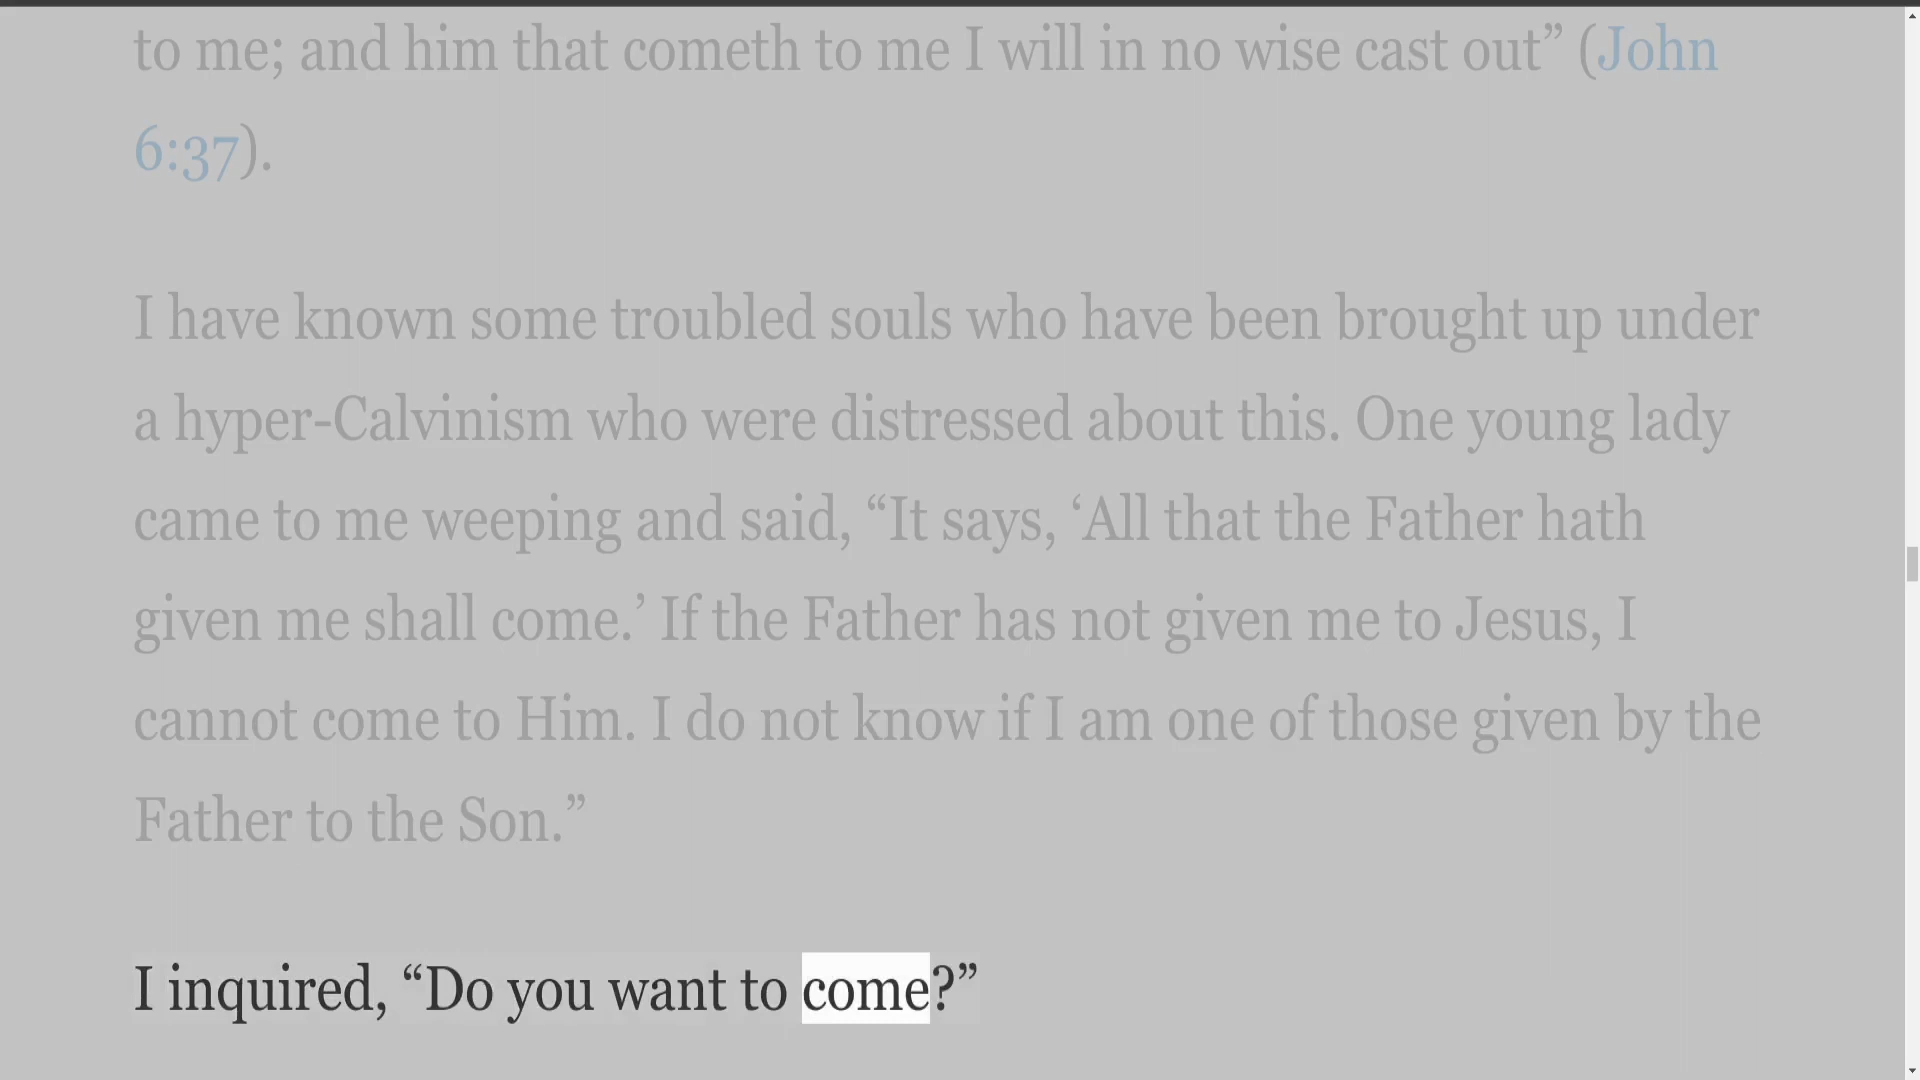 to me; and him that cometh to me I will in no wise cast out” (John
6:37).
I have known some troubled souls who have been brought up under
a hyper-Calvinism who were distressed about this. One young lady
came to me weeping and said, “It says, ‘All that the Father hath
given me shall come.’ If the Father has not given me to Jesus, I
cannot come to Him. I do not know if I am one of those given by the
Father to the Son.”
I inquired, “Do you want to come?”